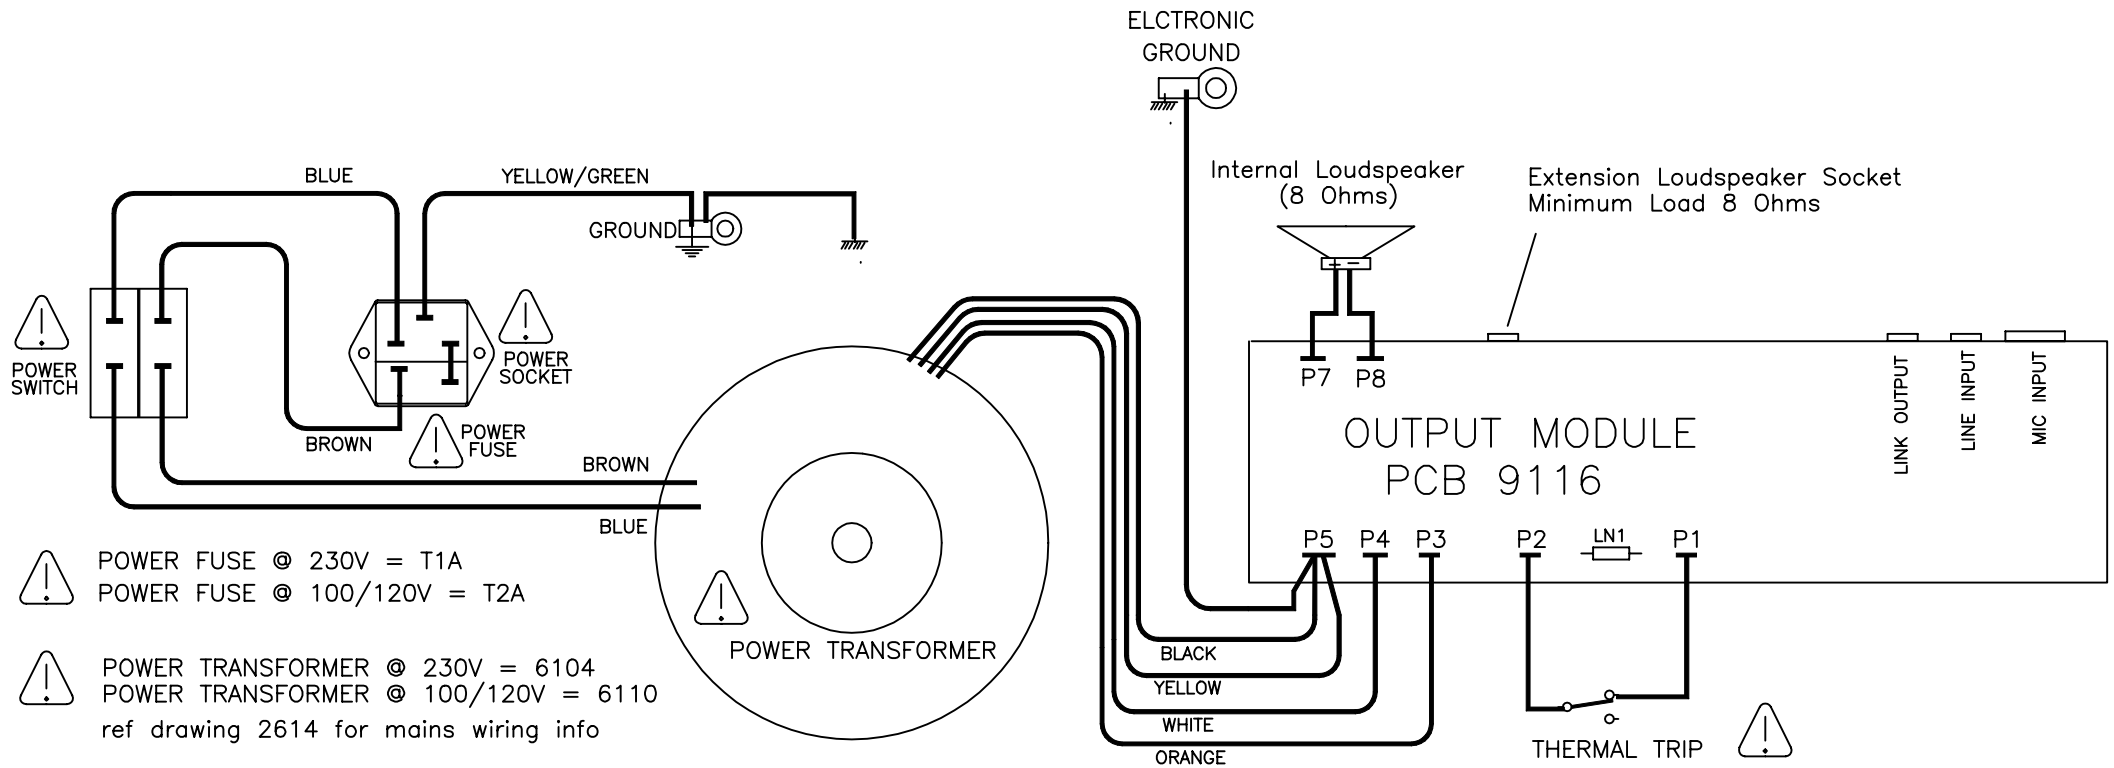 ELCTRONIC
GROUND
Internal Loudspeaker
(8 Ohms)
Extension Loudspeaker Socket
Minimum Load 8 Ohms
BLUE
YELLOW/GREEN
GROUND
POWER
SWITCH
POWER
SOCKET
BROWN
POWER
FUSE
BROWN
BLUE
+ −
P7 P8
LINK OUTPUT
LINE INPUT
MIC INPUT
OUTPUT MODULE
PCB 9116
P5 P4 P3 P2 LN1 P1
POWER FUSE @ 230V = T1A
POWER FUSE @ 100/120V = T2A
POWER TRANSFORMER
POWER TRANSFORMER @ 230V = 6104
POWER TRANSFORMER @ 100/120V = 6110
ref drawing 2614 for mains wiring info
BLACK
YELLOW
WHITE
ORANGE
THERMAL TRIP